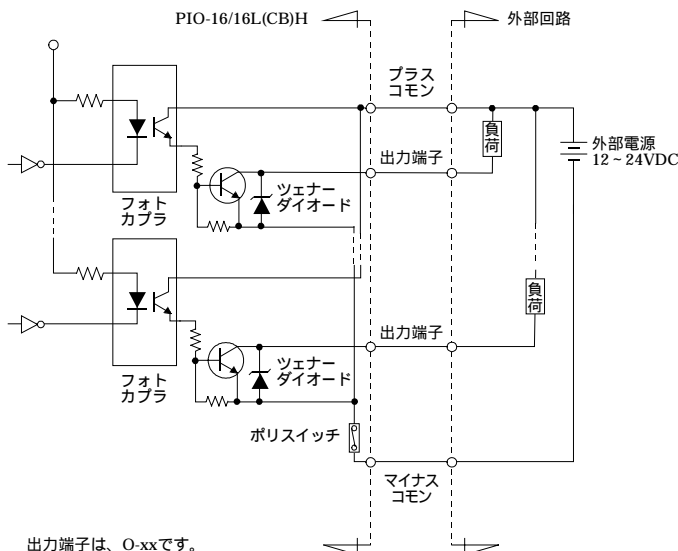 PIO-16/16L(CB)H
外部回路
プラス
コモン
負荷
外部電源
12~24VDC
出力端子
ツェナー
ダイオード
フォト
カプラ
負荷
出力端子
ツェナー
ダイオード
フォト
カプラ
ポリスイッチ
マイナス
コモン
出力端子は、O-xxです。